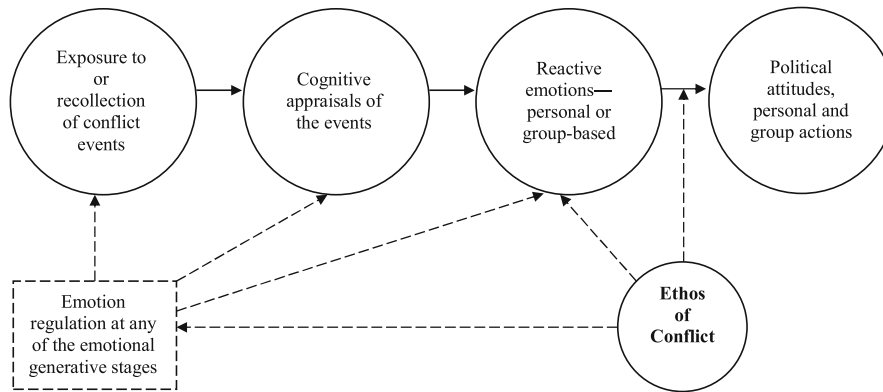 Exposure to
or
recollection
of conflict
events
Cognitive
appraisals of
the events
Reactive
emotions—
personal or
group-based
Political
attitudes,
personal and
group actions
Emotion
regulation at any
of the emotional
generative stages
Ethos
of
Conflict